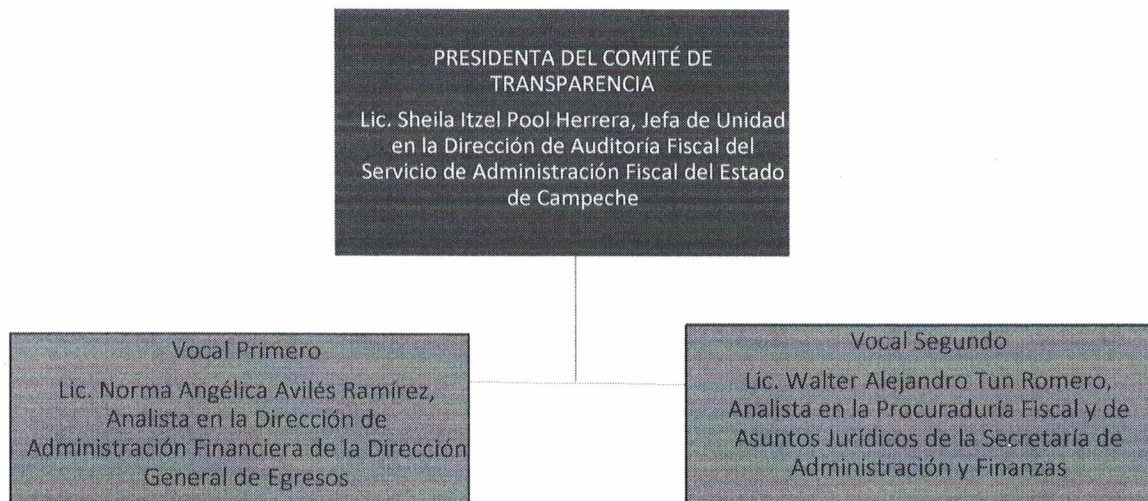 PRESIDENTA DEL COMITÉ DE
TRANSPARENCIA
Lic. Sheila Itzel Pool Herrera, Jefa de Unidad
en la Dirección de Auditoría Fiscal del
Servicio de Administración Fiscal del Estado
de Campeche
Vocal Primero
Lic. Norma Angélica Avilés Ramírez,
Analista en la Dirección de
Administración Financiera de la Dirección
General de Egresos
Vocal Segundo
Lic. Walter Alejandro Tun Romero,
Analista en la Procuraduría Fiscal y de
Asuntos Jurídicos de la Secretaría de
Administración y Finanzas